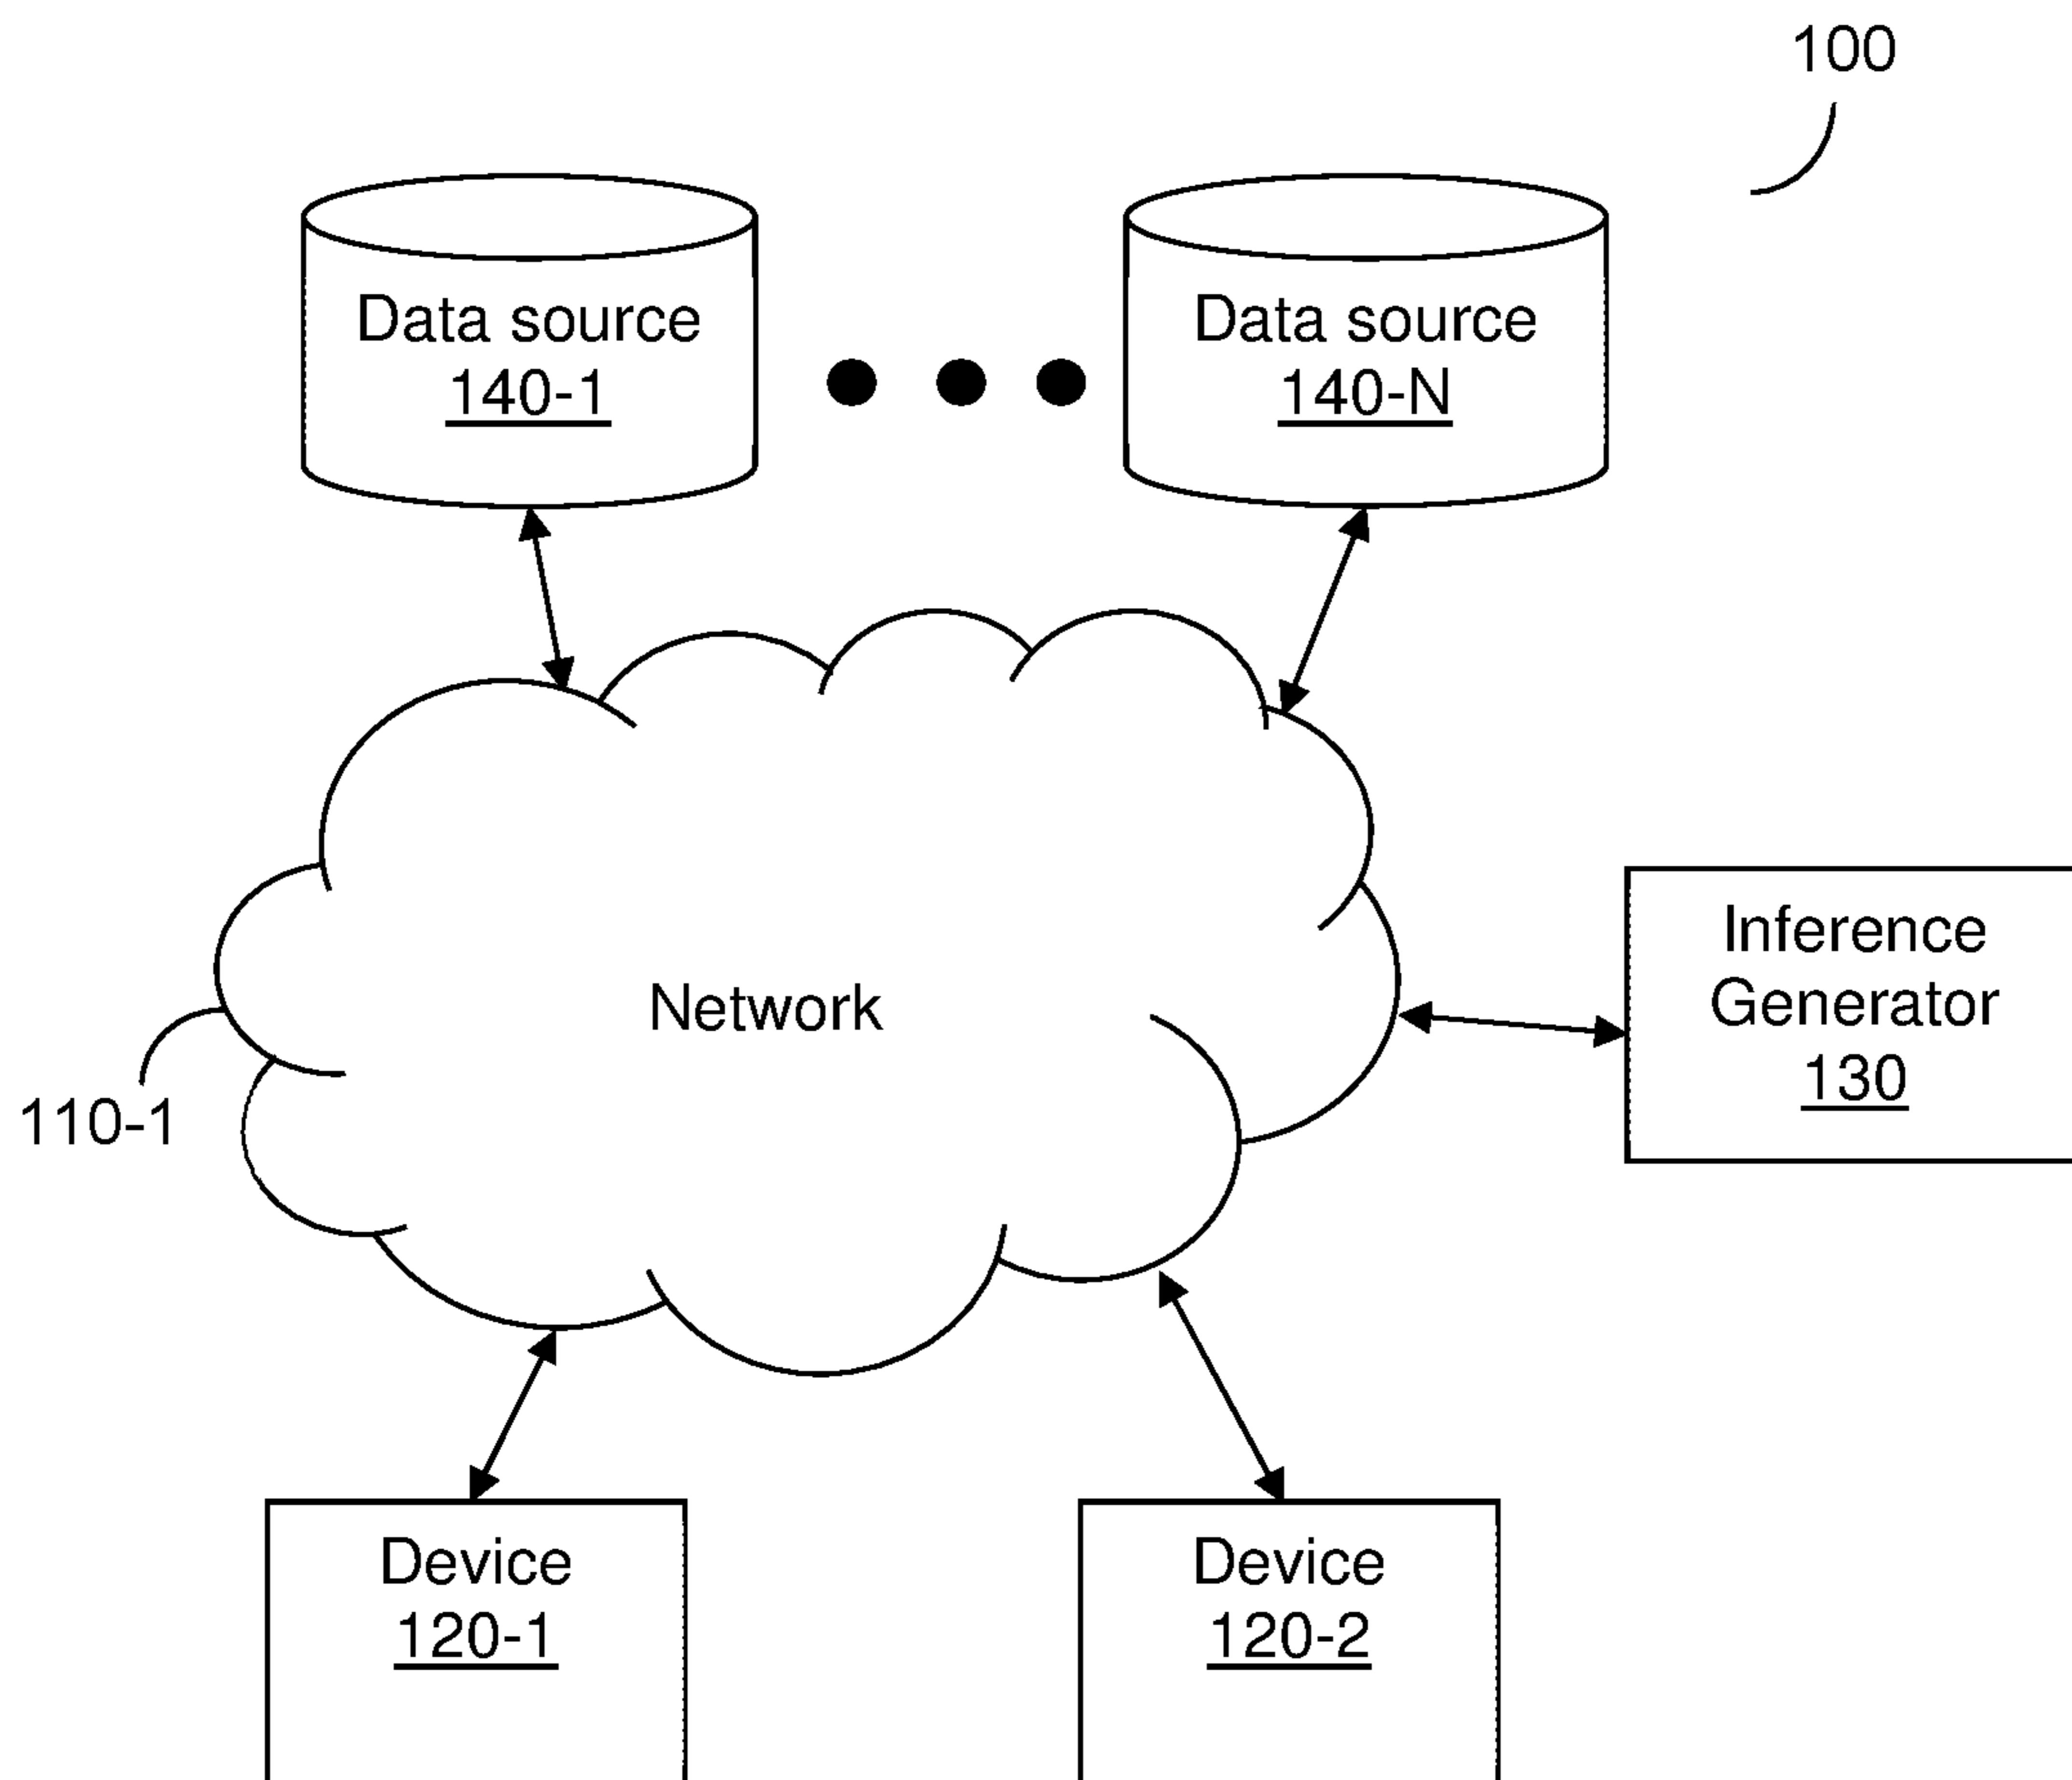 100
Data source
140-1
Data source
140-N
Network
Inference
Generator
130
110-1
Device
120-1
Device
120-2